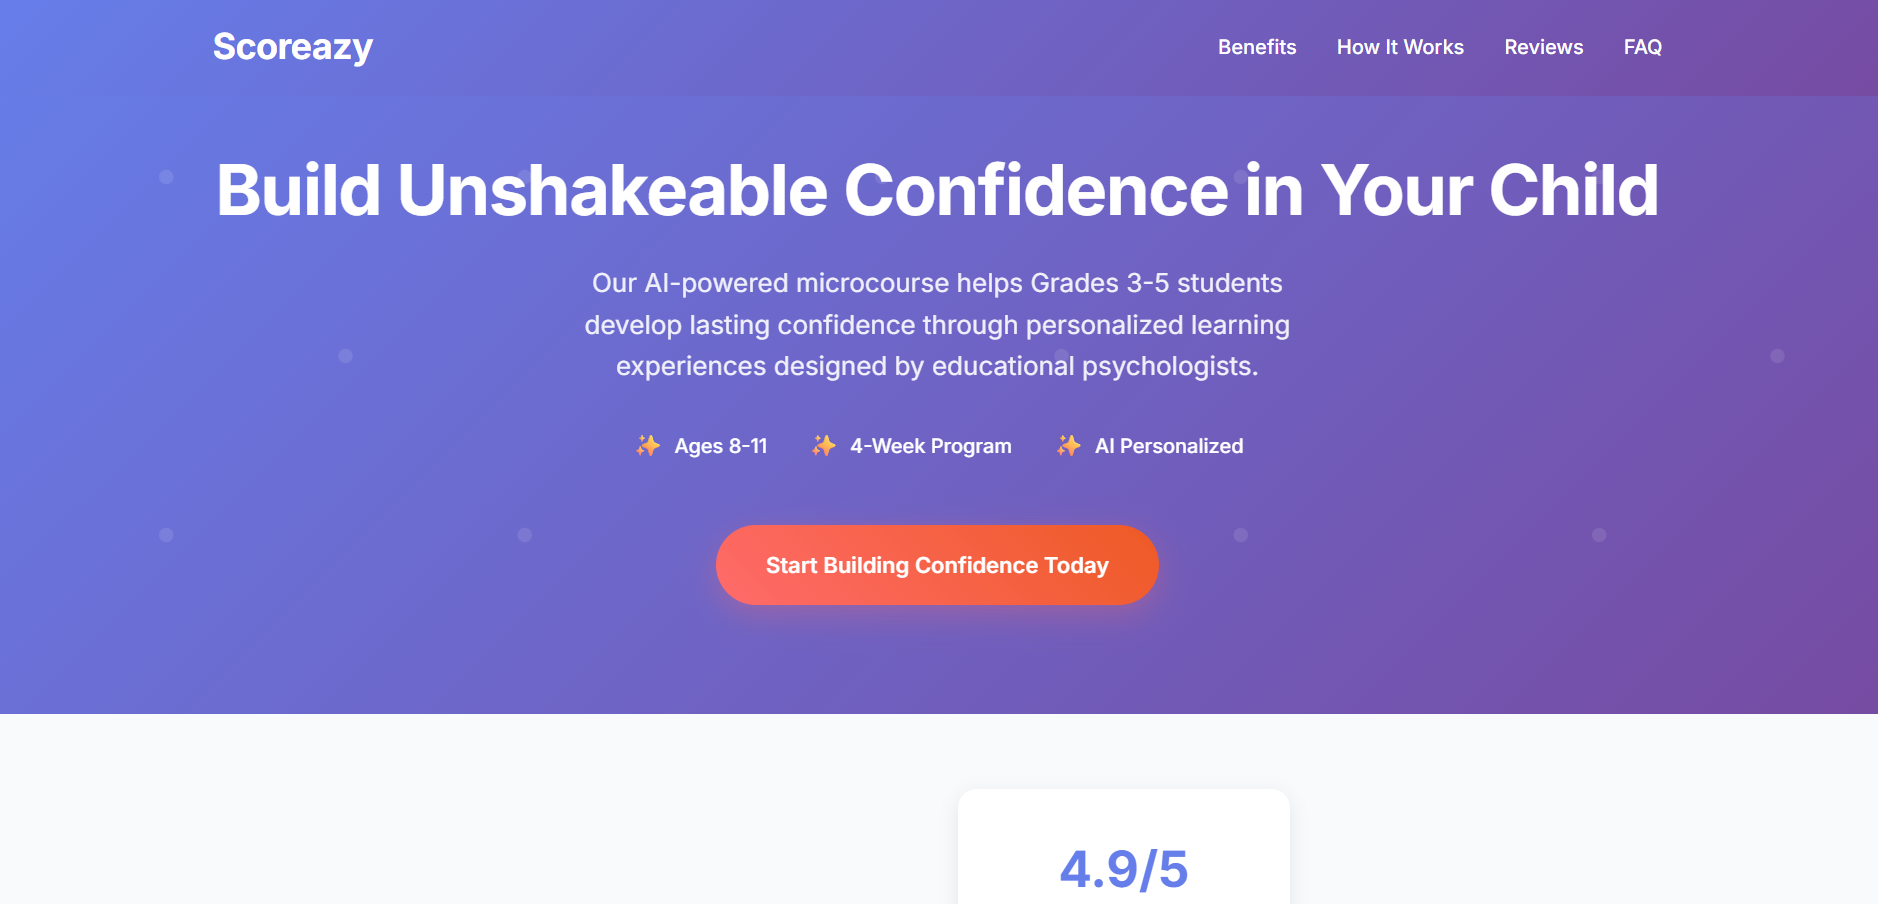 Scoreazy
Benefits
How It Works
Reviews
FAQ
Build Unshakeable Confidence in Your Child
Our AI-powered microcourse helps Grades 3-5 students
develop lasting confidence through personalized learning
experiences designed by educational psychologists.
✨ Ages 8-11
✨ 4-Week Program
✨ AI Personalized
Start Building Confidence Today
4.9/5